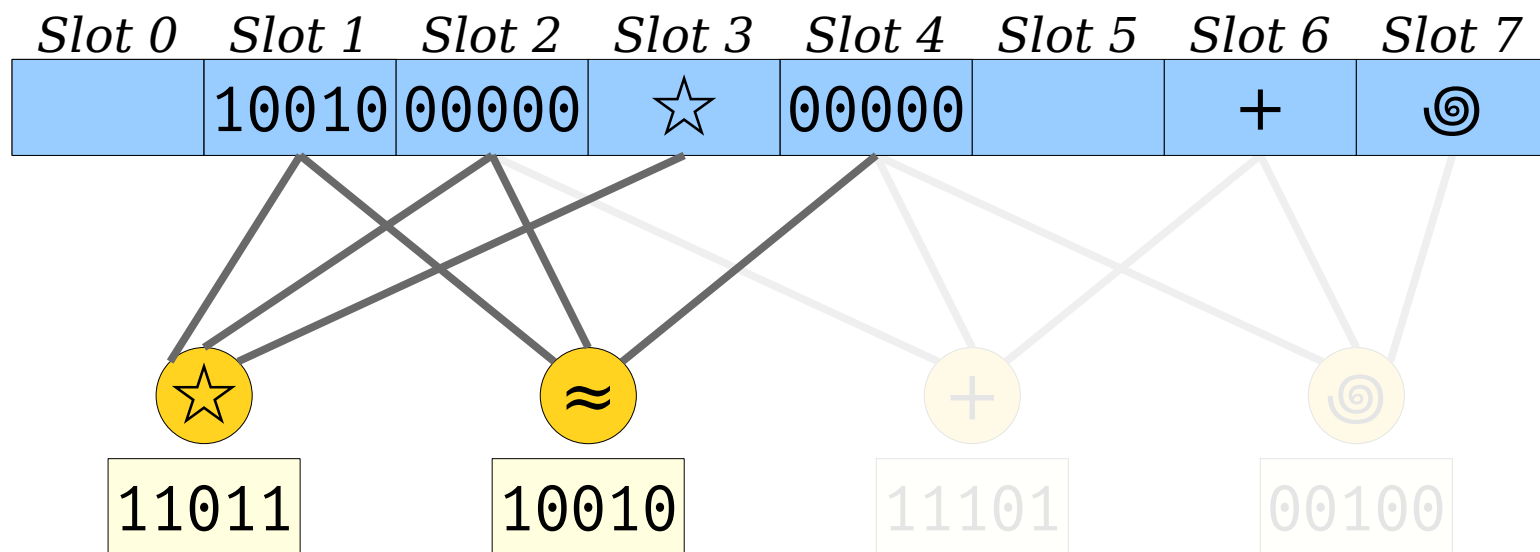 Slot 0 Slot 1 Slot 2 Slot 3 Slot 4 Slot 5 Slot 6 Slot 7
10010 00000 ☆ 00000 + ꩜
☆ ≈ + ꩜
11011 10010 11101 00100